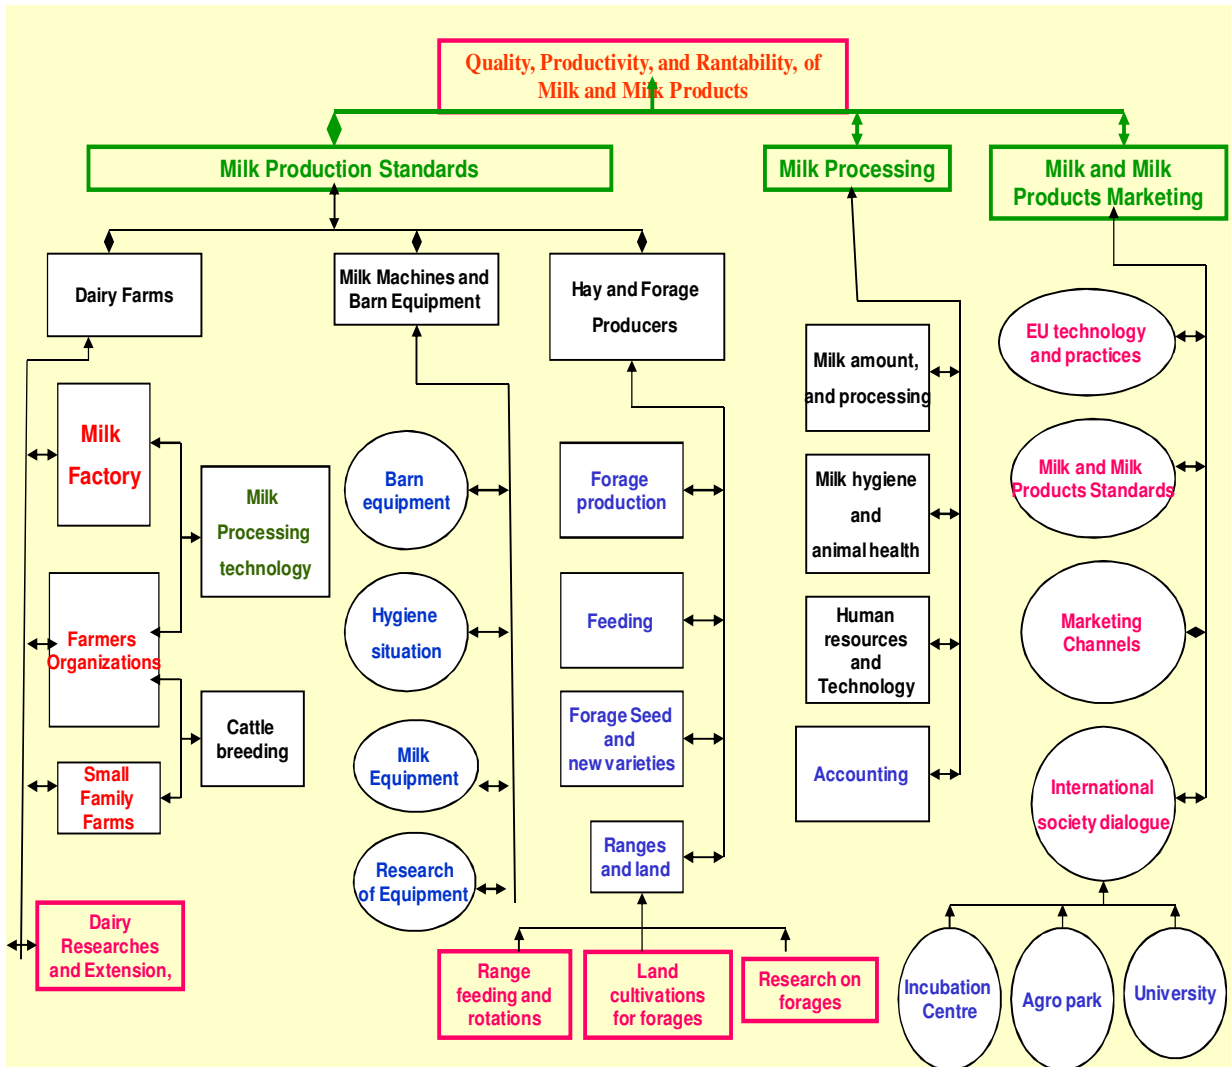 Quality, Productivity, and Rantability, of
Milk and Milk Products
Milk Production Standards
Milk Processing
Milk and Milk
Products Marketing
Dairy Farms
Milk Machines and
Barn Equipment
Hay and Forage
Producers
Milk
Factory
Milk
Processing
technology
Farmers
Organizations
Cattle
breeding
Small
Family
Farms
Dairy
Researches
and Extension,
Barn
equipment
Hygiene
situation
Milk
Equipment
Research
of Equipment
Forage
production
Feeding
Forage Seed
and
new varieties
Ranges
and land
Range
feeding and
rotations
Land
cultivations
for forages
Research on
forages
Milk amount,
and processing
Milk hygiene
and
animal health
Human
resources
and
Technology
Accounting
EU technology
and practices
Milk and Milk
Products Standards
Marketing
Channels
International
society dialogue
Incubation
Centre
Agro park
University